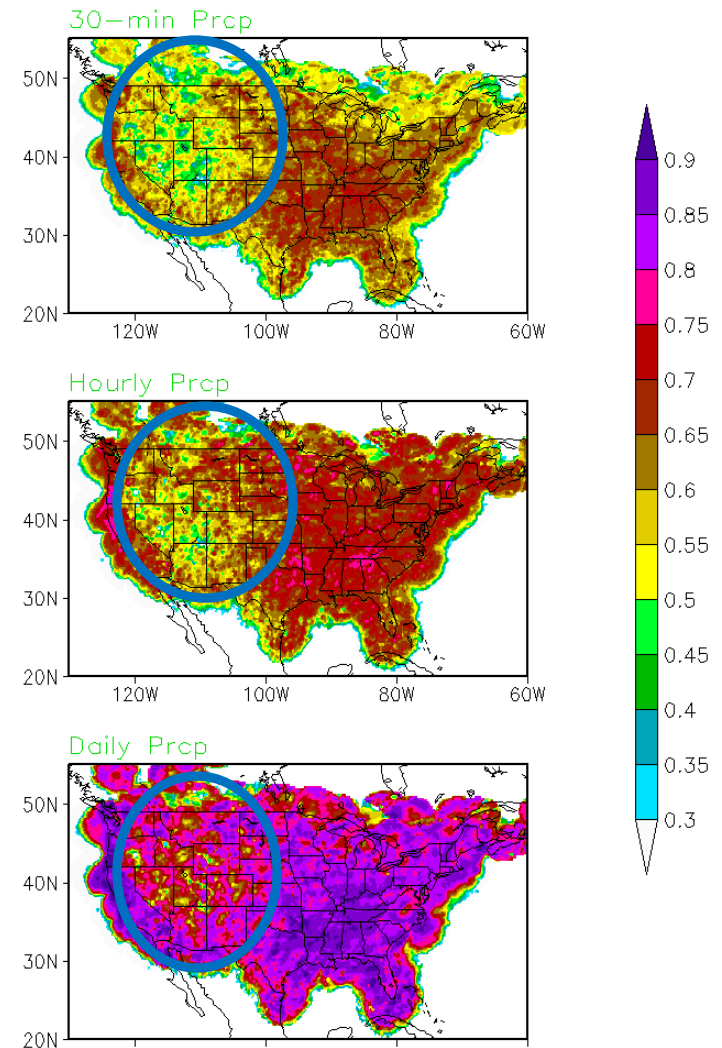 30-min Prcp
50N
40N
30N
20N
120W 100W 80W 60W
Hourly Prcp
50N
40N
30N
20N
120W 100W 80W 60W
Daily Prcp
50N
40N
30N
20N
0.9
0.85
0.8
0.75
0.7
0.65
0.6
0.55
0.5
0.45
0.4
0.35
0.3